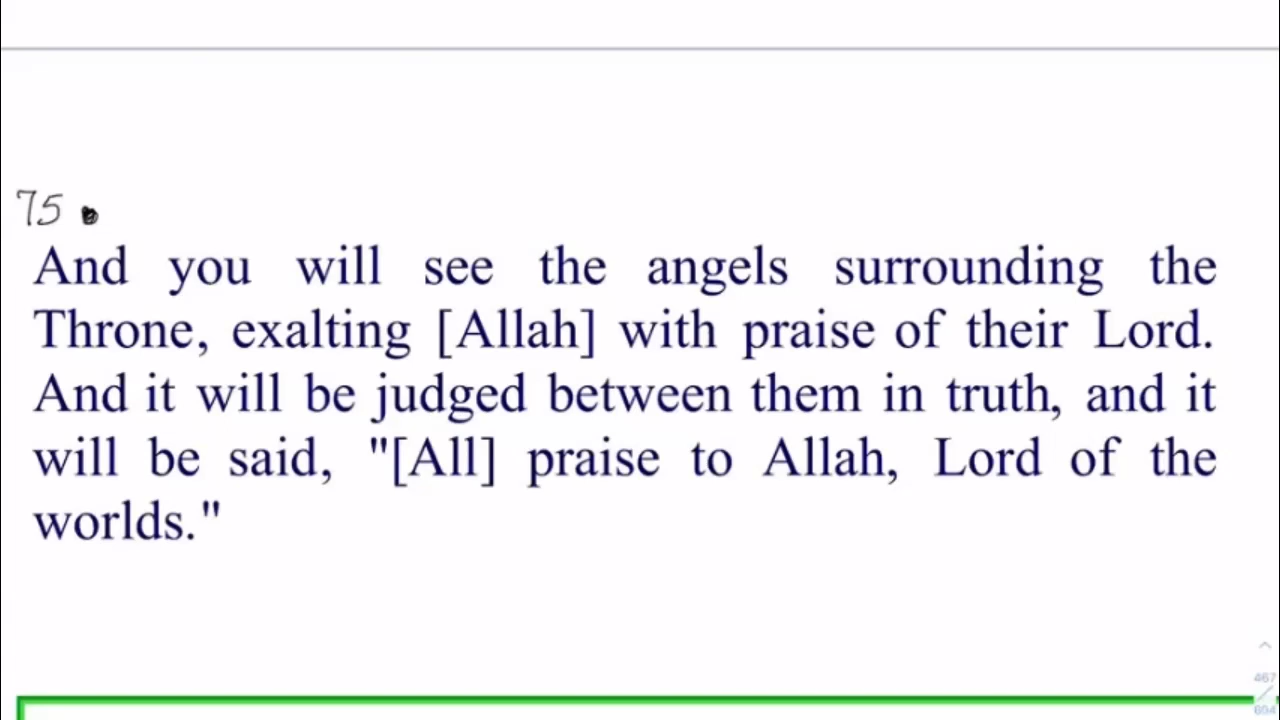 75.
And you will see the angels surrounding the
Throne, exalting [Allah] with praise of their Lord.
And it will be judged between them in truth, and it
will be said, "[All] praise to Allah, Lord of the
worlds."
467
694